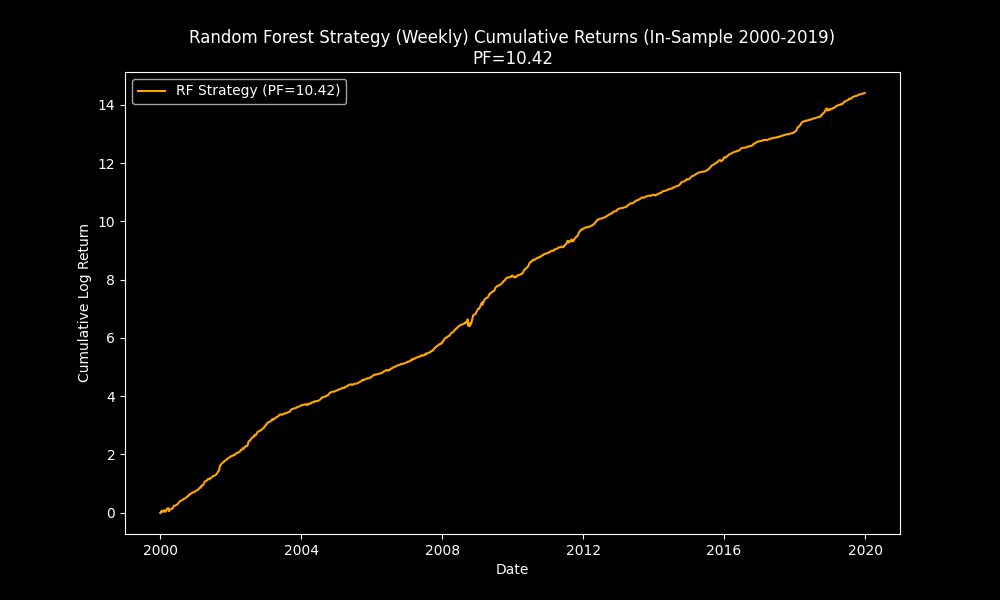 Random Forest Strategy (Weekly) Cumulative Returns (In-Sample 2000-2019)
PF=10.42
RF Strategy (PF=10.42)
Cumulative Log Return
14
12
10
8
6
4
2
0
2000
2004
2008
2012
2016
2020
Date